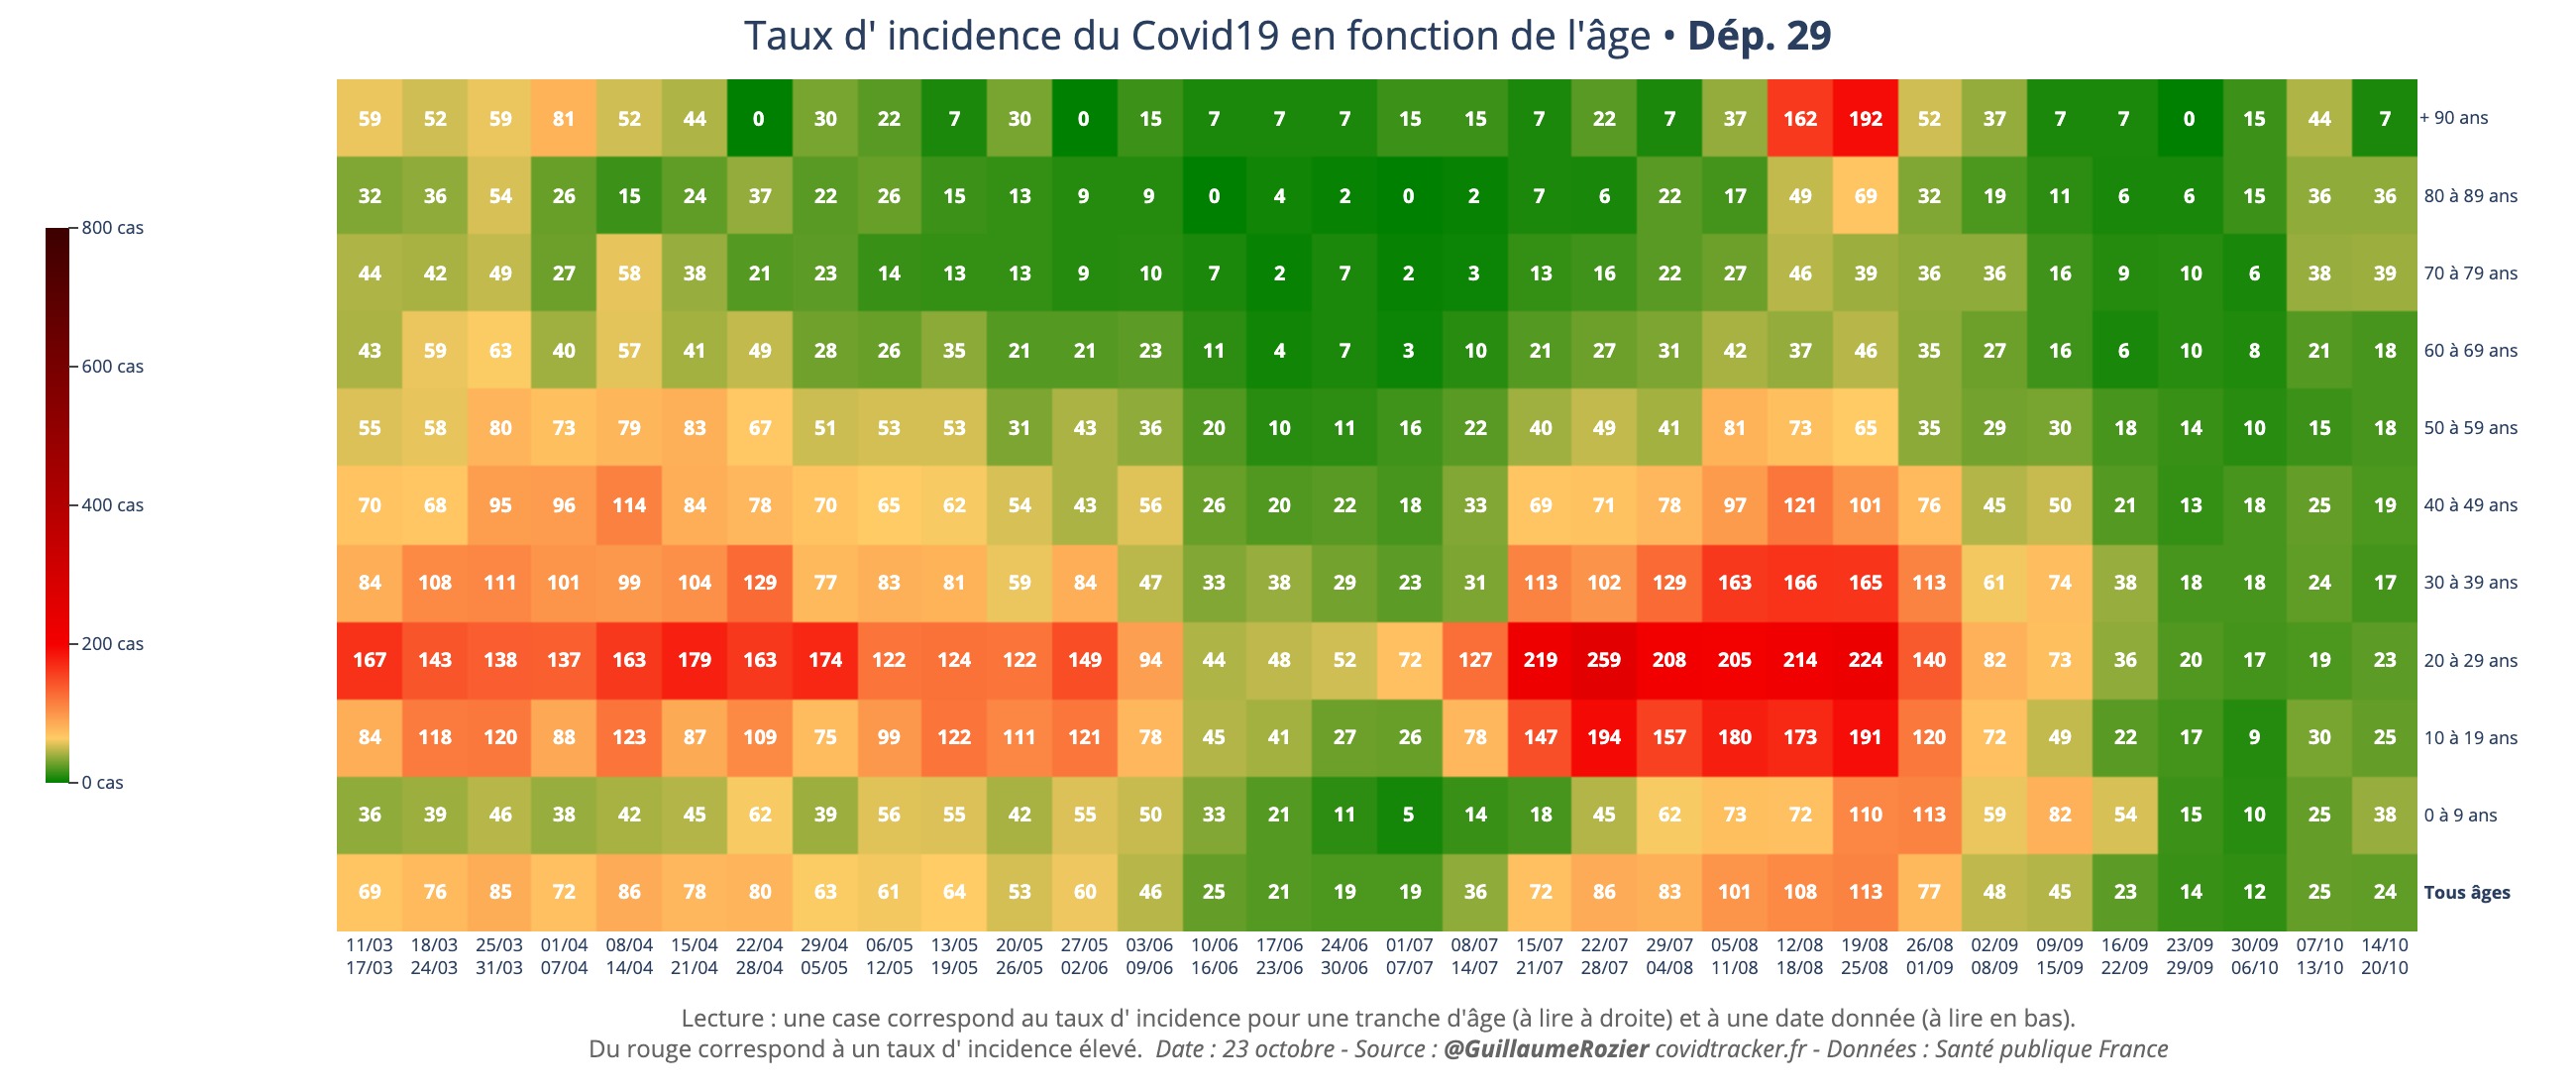 Taux d' incidence du Covid19 en fonction de l'âge • Dép. 29
800 cas
600 cas
400 cas
200 cas
0 cas
59 52 59 81 52 44 0 30 22 7 30 0 15 7 7 7 15 15 7 22 7 37 162 192 52 37 7 7 0 15 44 7 + 90 ans
32 36 54 26 15 24 37 22 26 15 13 9 9 0 4 2 0 2 7 6 22 17 49 69 32 19 11 6 6 15 36 36 80 à 89 ans
44 42 49 27 58 38 21 23 14 13 13 9 10 7 2 7 2 3 13 16 22 27 46 39 36 36 16 9 10 6 38 39 70 à 79 ans
43 59 63 40 57 41 49 28 26 35 21 21 23 11 4 7 3 10 21 27 31 42 37 46 35 27 16 6 10 8 21 18 60 à 69 ans
55 58 80 73 79 83 67 51 53 53 31 43 36 20 10 11 16 22 40 49 41 81 73 65 35 29 30 18 14 10 15 18 50 à 59 ans
70 68 95 96 114 84 78 70 65 62 54 43 56 26 20 22 18 33 69 71 78 97 121 101 76 45 50 21 13 18 25 19 40 à 49 ans
84 108 111 101 99 104 129 77 83 81 59 84 47 33 38 29 23 31 113 102 129 163 166 165 113 61 74 38 18 18 24 17 30 à 39 ans
167 143 138 137 163 179 163 174 122 124 122 149 94 44 48 52 72 127 219 259 208 205 214 224 140 82 73 36 20 17 19 23 20 à 29 ans
84 118 120 88 123 87 109 75 99 122 111 121 78 45 41 27 26 78 147 194 157 180 173 191 120 72 49 22 17 9 30 25 10 à 19 ans
36 39 46 38 42 45 62 39 56 55 42 55 50 33 21 11 5 14 18 45 62 73 72 110 113 59 82 54 15 10 25 38 0 à 9 ans
69 76 85 72 86 78 80 63 61 64 53 60 46 25 21 19 19 36 72 86 83 101 108 113 77 48 45 23 14 12 25 24 Tous âges
11/03 18/03 25/03 01/04 08/04 15/04 22/04 29/04 06/05 13/05 20/05 27/05 03/06 10/06 17/06 24/06 01/07 08/07 15/07 22/07 29/07 05/08 12/08 19/08 26/08 02/09 09/09 16/09 23/09 30/09 07/10 14/10
17/03 24/03 31/03 07/04 14/04 21/04 28/04 05/05 12/05 19/05 26/05 02/06 09/06 16/06 23/06 30/06 07/07 14/07 21/07 28/07 04/08 11/08 18/08 25/08 01/09 08/09 15/09 22/09 29/09 06/10 13/10 20/10
Lecture : une case correspond au taux d' incidence pour une tranche d'âge (à lire à droite) et à une date donnée (à lire en bas).
Du rouge correspond à un taux d' incidence élevé. Date : 23 octobre - Source : @GuillaumeRozier covidtracker.fr - Données : Santé publique France